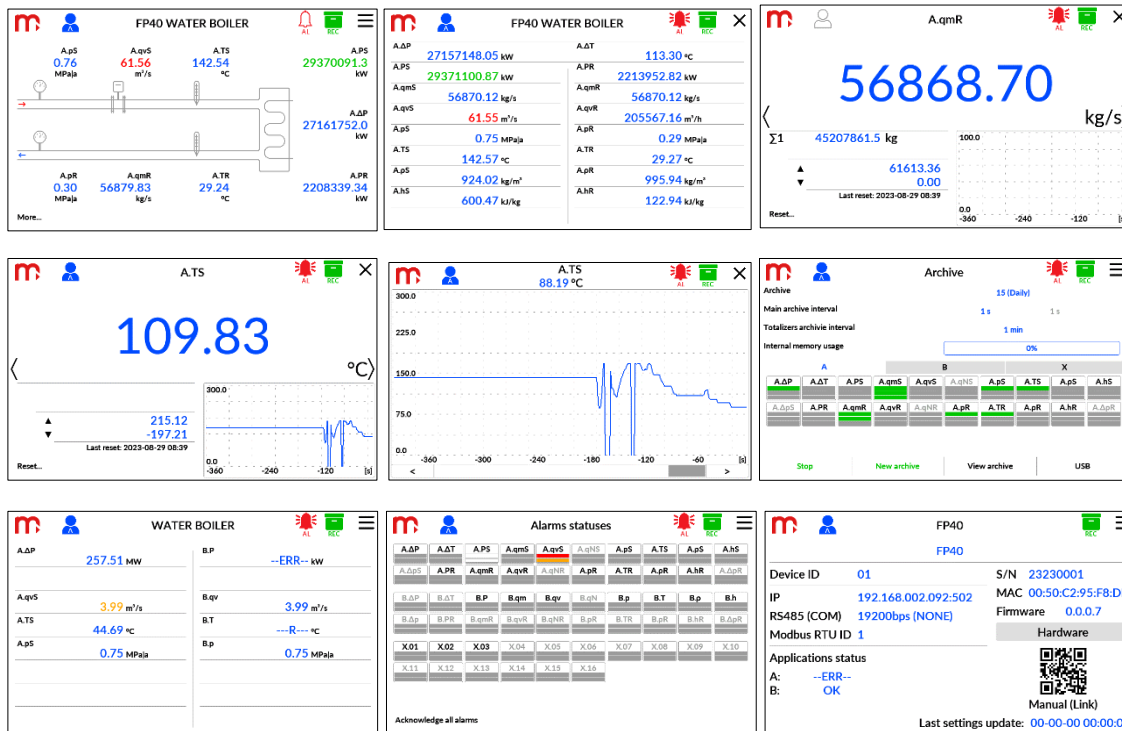 FP40 WATER BOILER
AL REC
A.pS A.qvS A.TS A.PS
0.76 61.56 142.54 29370091.3
MPa|a m³/s °C kW
A.ΔP
27161752.0
kW
A.pR A.qmR A.TR A.PR
0.30 56879.83 29.24 2208339.34
MPa|a kg/s °C kW
More...
FP40 WATER BOILER
AL REC
A.ΔP A.ΔT
27157148.05 kW 113.30 °C
A.PS A.PR
29371100.87 kW 2213952.82 kW
A.qmS A.qmR
56870.12 kg/s 56870.12 kg/s
A.qvS A.qvR
61.55 m³/s 205567.16 m³/h
A.pS A.pR
0.75 MPa|a 0.29 MPa|a
A.TS A.TR
142.57 °C 29.27 °C
A.ρS A.ρR
924.02 kg/m³ 995.94 kg/m³
A.hS A.hR
600.47 kJ/kg 122.94 kJ/kg
A.qmR
AL REC
56868.70
kg/s
Σ1 45207861.5 kg
▲ 61613.36
▼ 0.00
Last reset: 2023-08-29 08:39
Reset...
100.0
0.0
-360 -240 -120 [s
A.TS
AL REC
109.83
°C
▲ 215.12
▼ -197.21
Last reset: 2023-08-29 08:39
Reset...
300.0
0.0
-360 -240 -120 [s]
A.TS
88.19 °C
AL REC
300.0
225.0
150.0
75.0
0.0
-360 -300 -240 -180 -120 -60 [s]
< >
Archive
AL REC
Archive 15 (Daily)
Main archive interval 1 s 1 s
Totalizers archivie interval 1 min
Internal memory usage 0%
A B X
A.ΔP A.ΔT A.PS A.qmS A.qvS A.qNS A.pS A.TS A.ρS A.hS
A.ΔpS A.PR A.qmR A.qvR A.qNR A.pR A.TR A.ρR A.hR A.ΔpR
Stop New archive View archive USB
WATER BOILER
AL REC
A.ΔP B.P
257.51 MW --ERR-- kW
A.qvS B.qv
3.99 m³/s 3.99 m³/s
A.TS B.T
44.69 °C ---R--- °C
A.pS B.p
0.75 MPa|a 0.75 MPa|a
Alarms statuses
AL REC
A.ΔP A.ΔT A.PS A.qmS A.qvS A.qNS A.pS A.TS A.ρS A.hS
A.ΔpS A.PR A.qmR A.qvR A.qNR A.pR A.TR A.ρR A.hR A.ΔpR
B.ΔP B.ΔT B.P B.qm B.qv B.qN B.p B.T B.ρ B.h
B.Δp B.PR B.qmR B.qvR B.qNR B.pR B.TR B.ρR B.hR B.ΔpR
X.01 X.02 X.03 X.04 X.05 X.06 X.07 X.08 X.09 X.10
X.11 X.12 X.13 X.14 X.15 X.16
Acknowledge all alarms
FP40
REC
FP40
Device ID 01 S/N 23230001
IP 192.168.002.092:502 MAC 00:50:C2:95:F8:D
RS485 (COM) 19200bps (NONE) Firmware 0.0.0.7
Modbus RTU ID 1 Hardware
Applications status
A: --ERR--
B: OK
Manual (Link)
Last settings update: 00-00-00 00:00:0